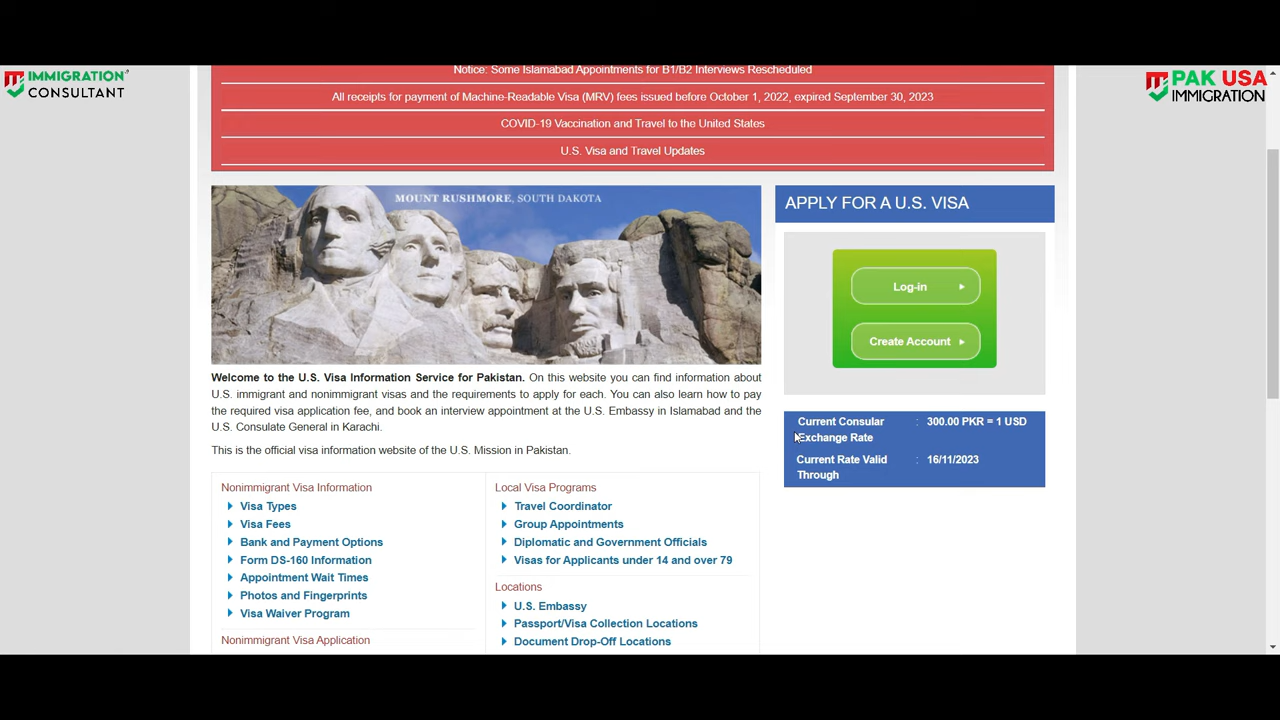 IMMIGRATION
CONSULTANT
PAK USA
IMMIGRATION
Notice: Some Islamabad Appointments for B1/B2 Interviews Rescheduled
All receipts for payment of Machine-Readable Visa (MRV) fees issued before October 1, 2022, expired September 30, 2023
COVID-19 Vaccination and Travel to the United States
U.S. Visa and Travel Updates
MOUNT RUSHMORE, SOUTH DAKOTA
APPLY FOR A U.S. VISA
Log-in
Create Account
Welcome to the U.S. Visa Information Service for Pakistan. On this website you can find information about
U.S. immigrant and nonimmigrant visas and the requirements to apply for each. You can also learn how to pay
the required visa application fee, and book an interview appointment at the U.S. Embassy in Islamabad and the
U.S. Consulate General in Karachi.
This is the official visa information website of the U.S. Mission in Pakistan.
Current Consular : 300.00 PKR = 1 USD
Exchange Rate
Current Rate Valid : 16/11/2023
Through
Nonimmigrant Visa Information
Visa Types
Visa Fees
Bank and Payment Options
Form DS-160 Information
Appointment Wait Times
Photos and Fingerprints
Visa Waiver Program
Nonimmigrant Visa Application
Local Visa Programs
Travel Coordinator
Group Appointments
Diplomatic and Government Officials
Visas for Applicants under 14 and over 79
Locations
U.S. Embassy
Passport/Visa Collection Locations
Document Drop-Off Locations